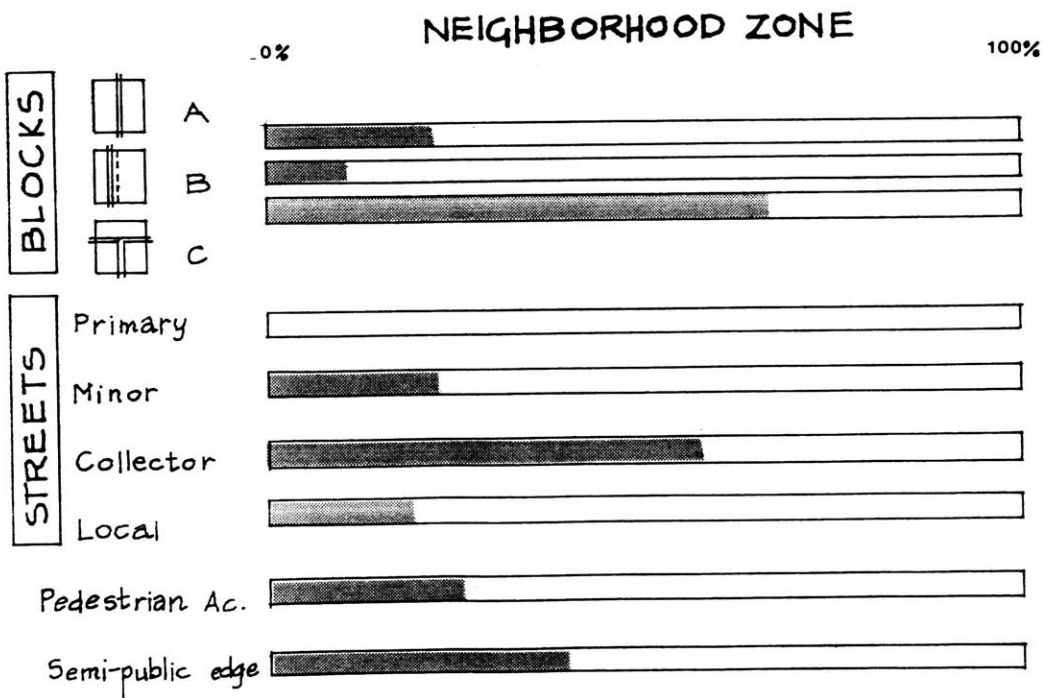 NEIGHBORHOOD ZONE
0% 100%
BLOCKS
A
B
C
STREETS
Primary
Minor
Collector
Local
Pedestrian Ac.
Semi-public edge